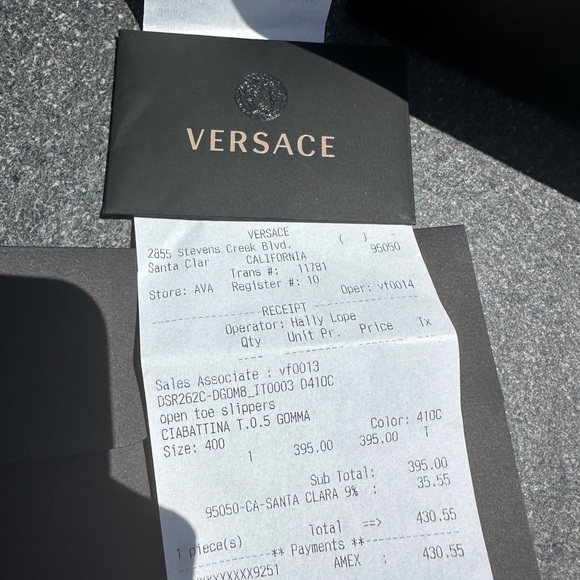 VERSACE
VERSACE
2855 Stevens Creek Blvd. ( ) -
Santa Clar CALIFORNIA 95050
Trans #: 11781
Store: AVA Register #: 10 Oper: vf0014
RECEIPT
Operator: Hally Lope
Qty Unit Pr. Price Tx
Sales Associate : vf0013
DSR262C-DGOM8_IT0003 D410C
open toe slippers
CIABATTINA T.0.5 GOMMA
Size: 400 Color: 410C
1 395.00 395.00 T
Sub Total: 395.00
95050-CA-SANTA CLARA 9% : 35.55
Total ==> 430.55
1 piece(s)
** Payments **
XXXXXXXX9251 AMEX : 430.55